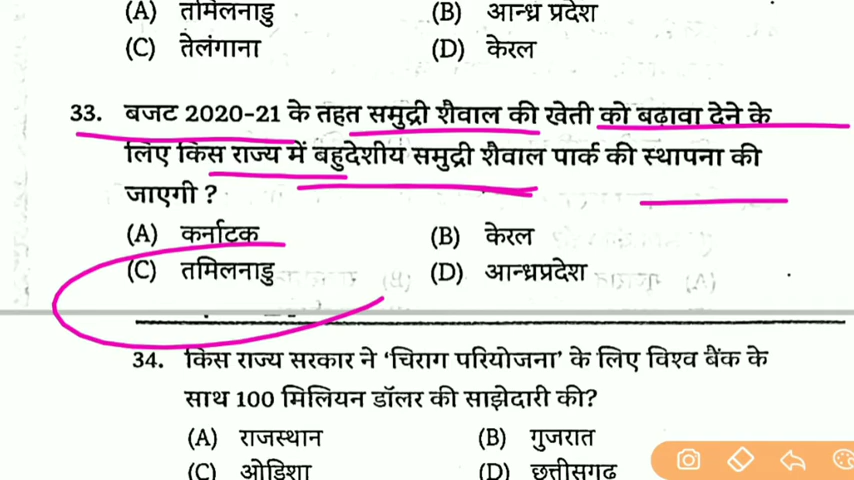 (A) तमिलनाडु (B) आन्ध्र प्रदेश
(C) तेलंगाना (D) केरल
33. बजट 2020-21 के तहत समुद्री शैवाल की खेती को बढ़ावा देने के
लिए किस राज्य में बहुदेशीय समुद्री शैवाल पार्क की स्थापना की
जाएगी ?
(A) कर्नाटक (B) केरल
(C) तमिलनाडु (D) आन्ध्रप्रदेश
34. किस राज्य सरकार ने ‘चिराग परियोजना’ के लिए विश्व बैंक के
साथ 100 मिलियन डॉलर की साझेदारी की?
(A) राजस्थान (B) गुजरात
(C) ओडिशा (D) छत्तीसगढ़